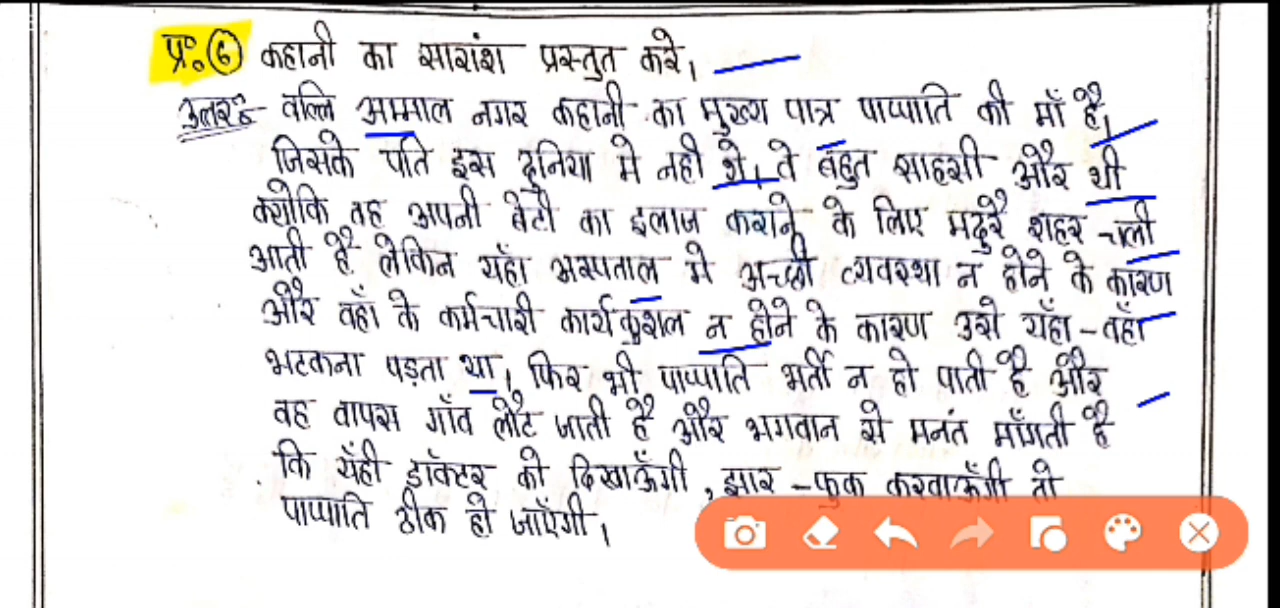 प्र॰ ⑥ कहानी का सारांश प्रस्तुत करे।
उत्तरः- वल्लि अम्माल नगर कहानी का मुख्य पात्र पाप्पाति की माँ है।
जिसके पति इस दुनिया मे नही थे। वे बहुत साहसी और थी
क्योकि वह अपनी बेटी का इलाज कराने के लिए मदुरै शहर चली
आती है लेकिन यहाँ अस्पताल मे अच्छी व्यवस्था न होने के कारण
और वहाँ के कर्मचारी कार्यकुशल न होने के कारण उसे यहाँ-वहाँ
भटकना पड़ता था। फिर भी पाप्पाति भर्ती न हो पाती है और
वह वापस गाँव लौट जाती है और भगवान से मनंत माँगती है
कि यँही डॉक्टर को दिखाऊँगी, झार-फुक करवाऊँगी तो
पाप्पाति ठीक हो जाएँगी।